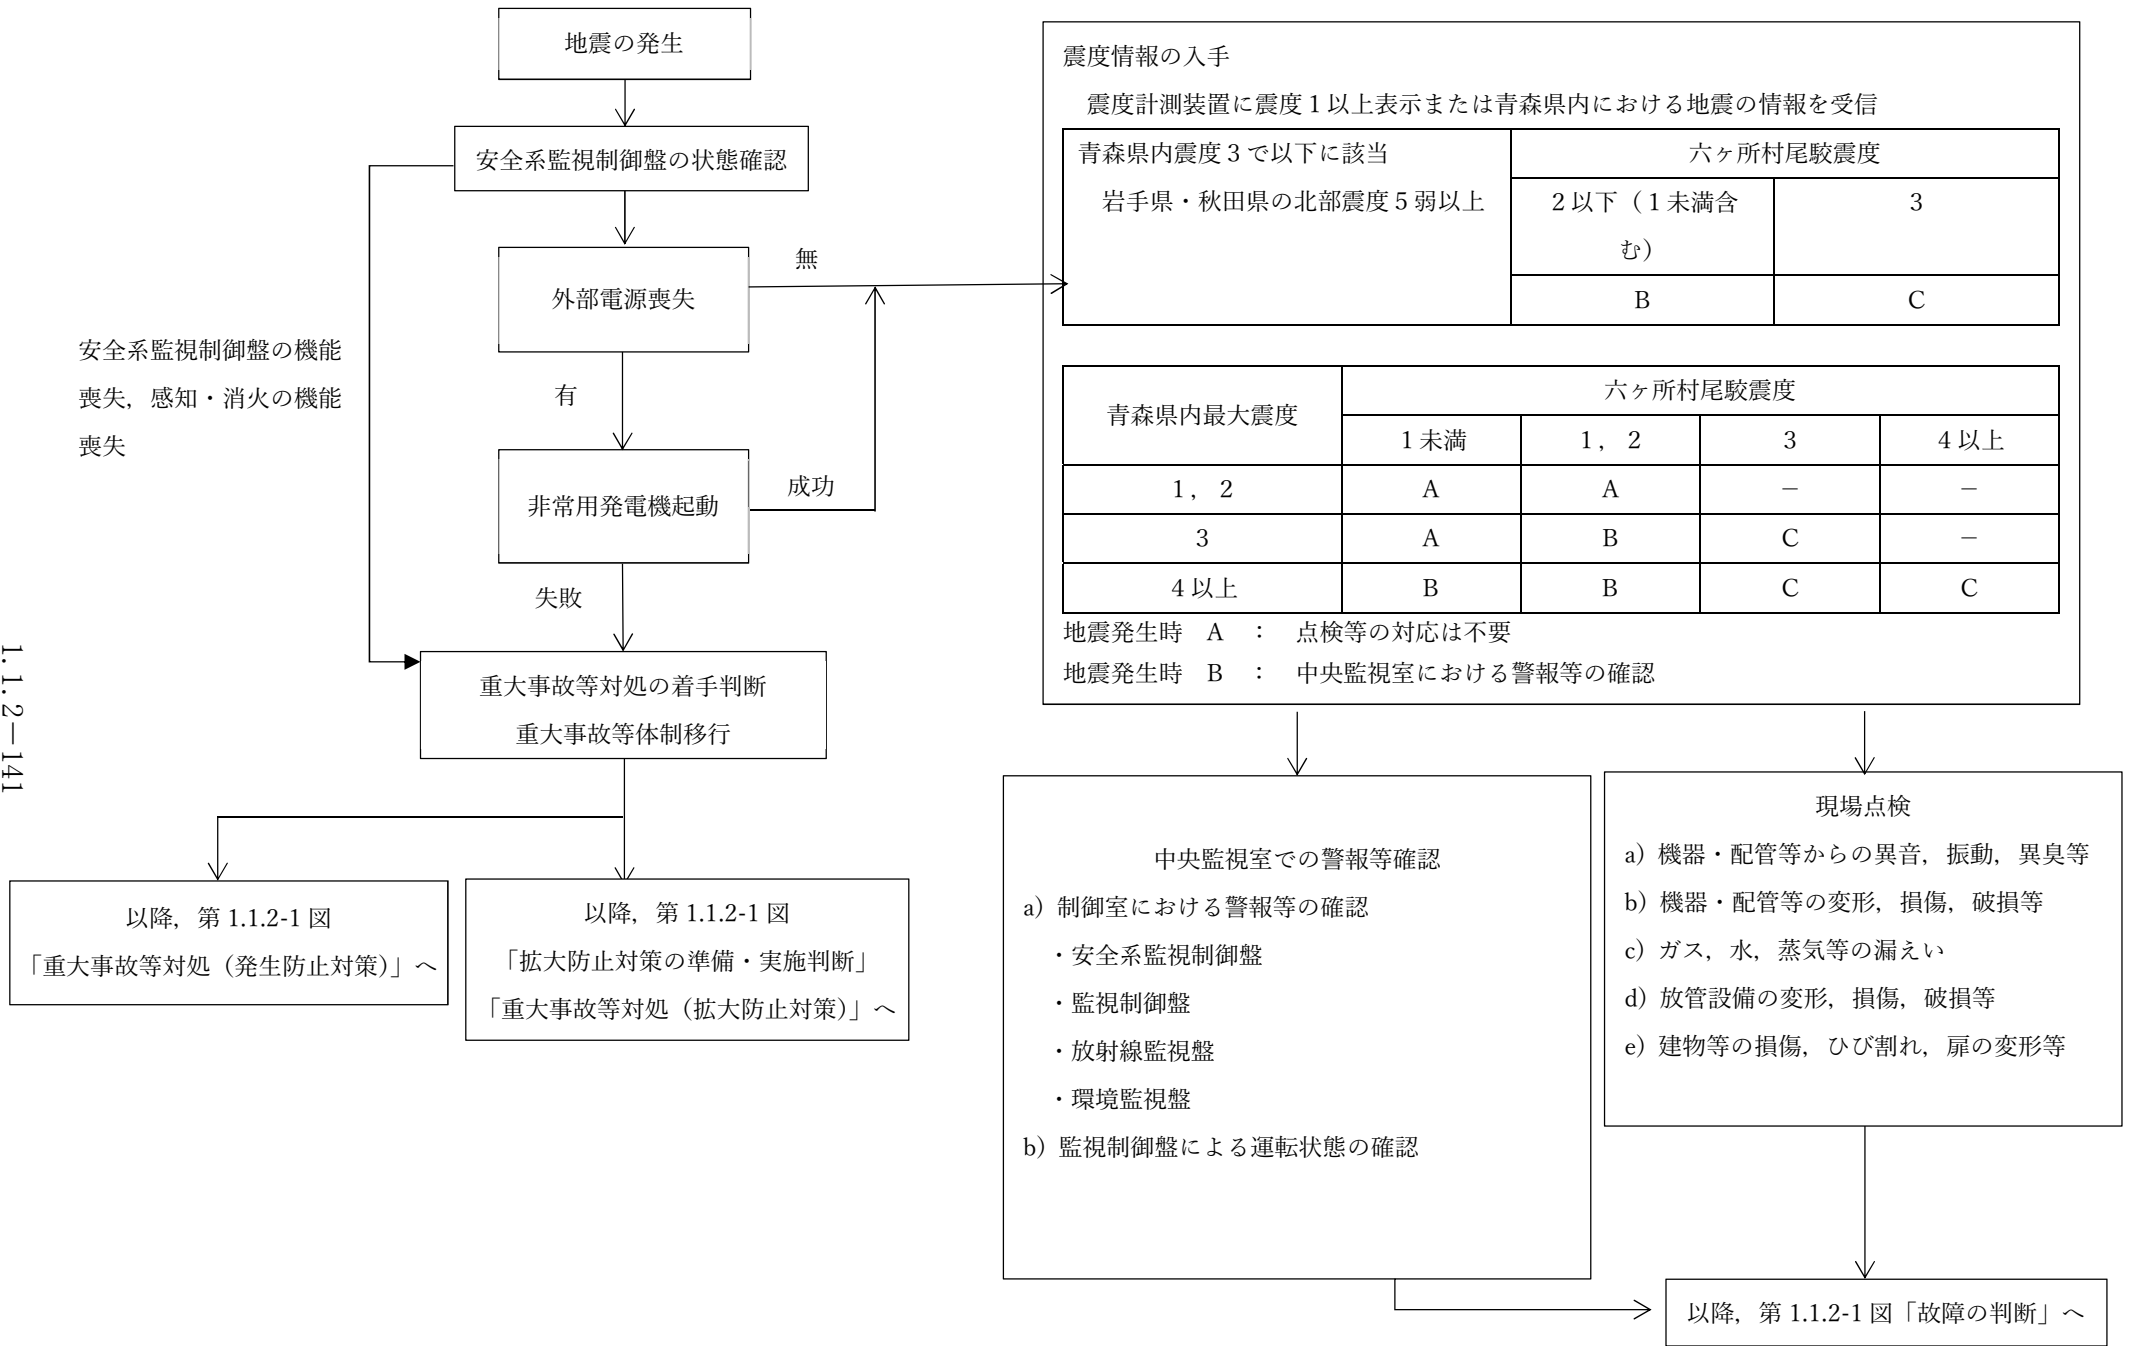 地震の発生
安全系監視制御盤の状態確認
外部電源喪失
無
有
安全系監視制御盤の機能
喪失，感知・消火の機能
喪失
非常用発電機起動
成功
失敗
重大事故等対処の着手判断
重大事故等体制移行
以降，第 1.1.2-1 図
「重大事故等対処（発生防止対策）」へ
以降，第 1.1.2-1 図
「拡大防止対策の準備・実施判断」
「重大事故等対処（拡大防止対策）」へ
震度情報の入手
震度計測装置に震度１以上表示または青森県内における地震の情報を受信
青森県内震度３で以下に該当
岩手県・秋田県の北部震度５弱以上
六ヶ所村尾駮震度
２以下（１未満含
む）
３
B
C
青森県内最大震度
六ヶ所村尾駮震度
１未満
１，２
３
４以上
１，２
A
A
－
－
３
A
B
C
－
４以上
B
B
C
C
地震発生時　A　：　点検等の対応は不要
地震発生時　B　：　中央監視室における警報等の確認
中央監視室での警報等確認
a）制御室における警報等の確認
・安全系監視制御盤
・監視制御盤
・放射線監視盤
・環境監視盤
b）監視制御盤による運転状態の確認
現場点検
a）機器・配管等からの異音，振動，異臭等
b）機器・配管等の変形，損傷，破損等
c）ガス，水，蒸気等の漏えい
d）放管設備の変形，損傷，破損等
e）建物等の損傷，ひび割れ，扉の変形等
以降，第 1.1.2-1 図「故障の判断」へ
1.1.2－141